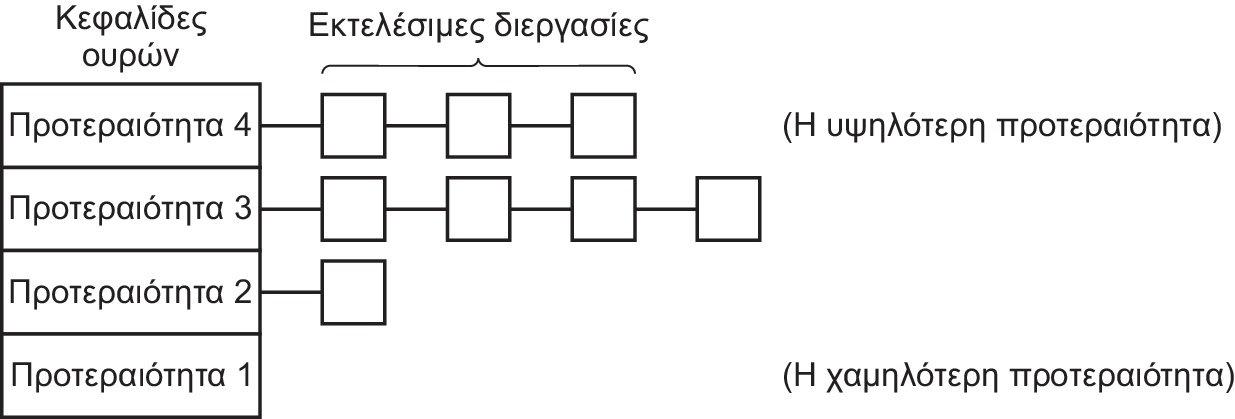 Κεφαλίδες
ουρών
Εκτελέσιμες διεργασίες
Προτεραιότητα 4
(Η υψηλότερη προτεραιότητα)
Προτεραιότητα 3
Προτεραιότητα 2
Προτεραιότητα 1
(Η χαμηλότερη προτεραιότητα)